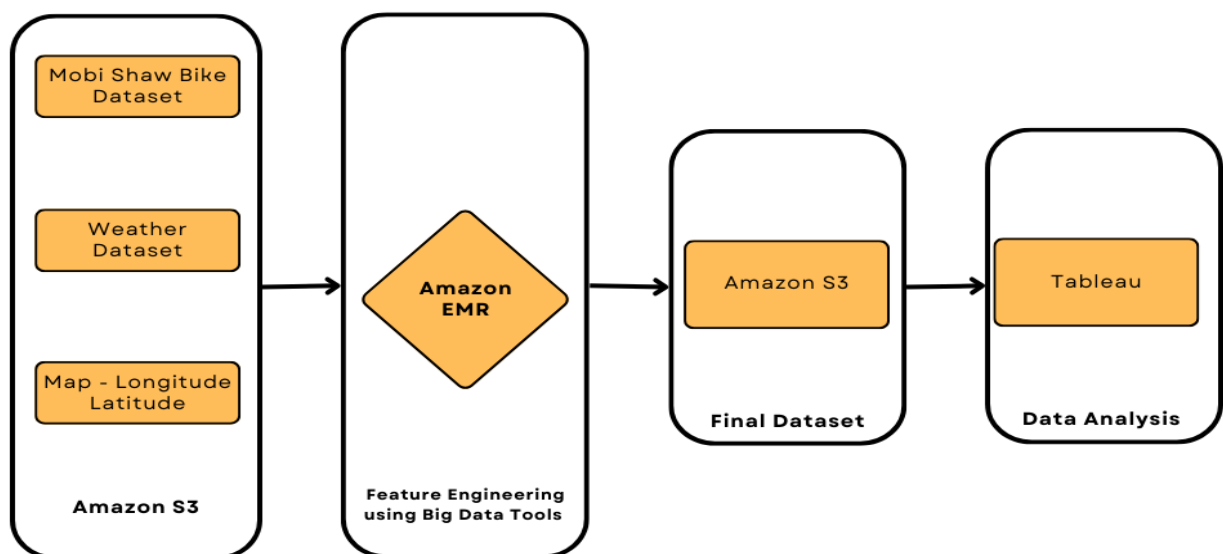 Mobi Shaw Bike
Dataset
Weather
Dataset
Map - Longitude
Latitude
Amazon S3
Amazon
EMR
Feature Engineering
using Big Data Tools
Amazon S3
Final Dataset
Tableau
Data Analysis